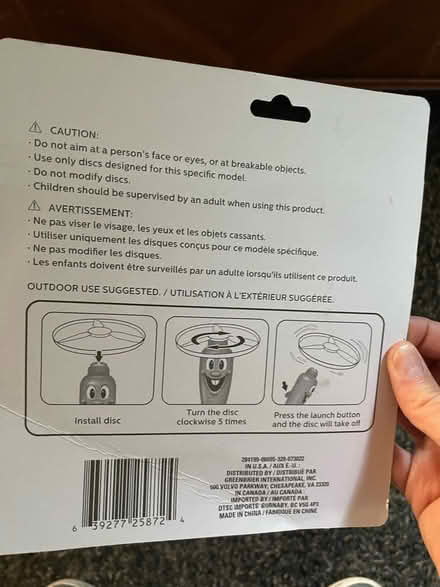 ⚠ CAUTION:
· Do not aim at a person's face or eyes, or at breakable objects.
· Use only discs designed for this specific model.
· Do not modify discs.
· Children should be supervised by an adult when using this product.
⚠ AVERTISSEMENT:
· Ne pas viser le visage, les yeux et les objets cassants.
· Utiliser uniquement les disques conçus pour ce modèle spécifique.
· Ne pas modifier les disques.
· Les enfants doivent être surveillés par un adulte lorsqu'ils utilisent ce produit.
OUTDOOR USE SUGGESTED. / UTILISATION À L'EXTÉRIEUR SUGGÉRÉE.
Install disc
Turn the disc
clockwise 5 times
Press the launch button
and the disc will take off
IN U.S.A. / AUX É.-U. :
DISTRIBUTED BY / DISTRIBUÉ PAR
GREENBRIER INTERNATIONAL, INC.
500 VOLVO PARKWAY, CHESAPEAKE, VA 23320
IN CANADA / AU CANADA :
IMPORTED BY / IMPORTÉ PAR
DTSC IMPORTS BURNABY, BC V5G 4P1
MADE IN CHINA / FABRIQUÉ EN CHINE
6 39277 25872 4